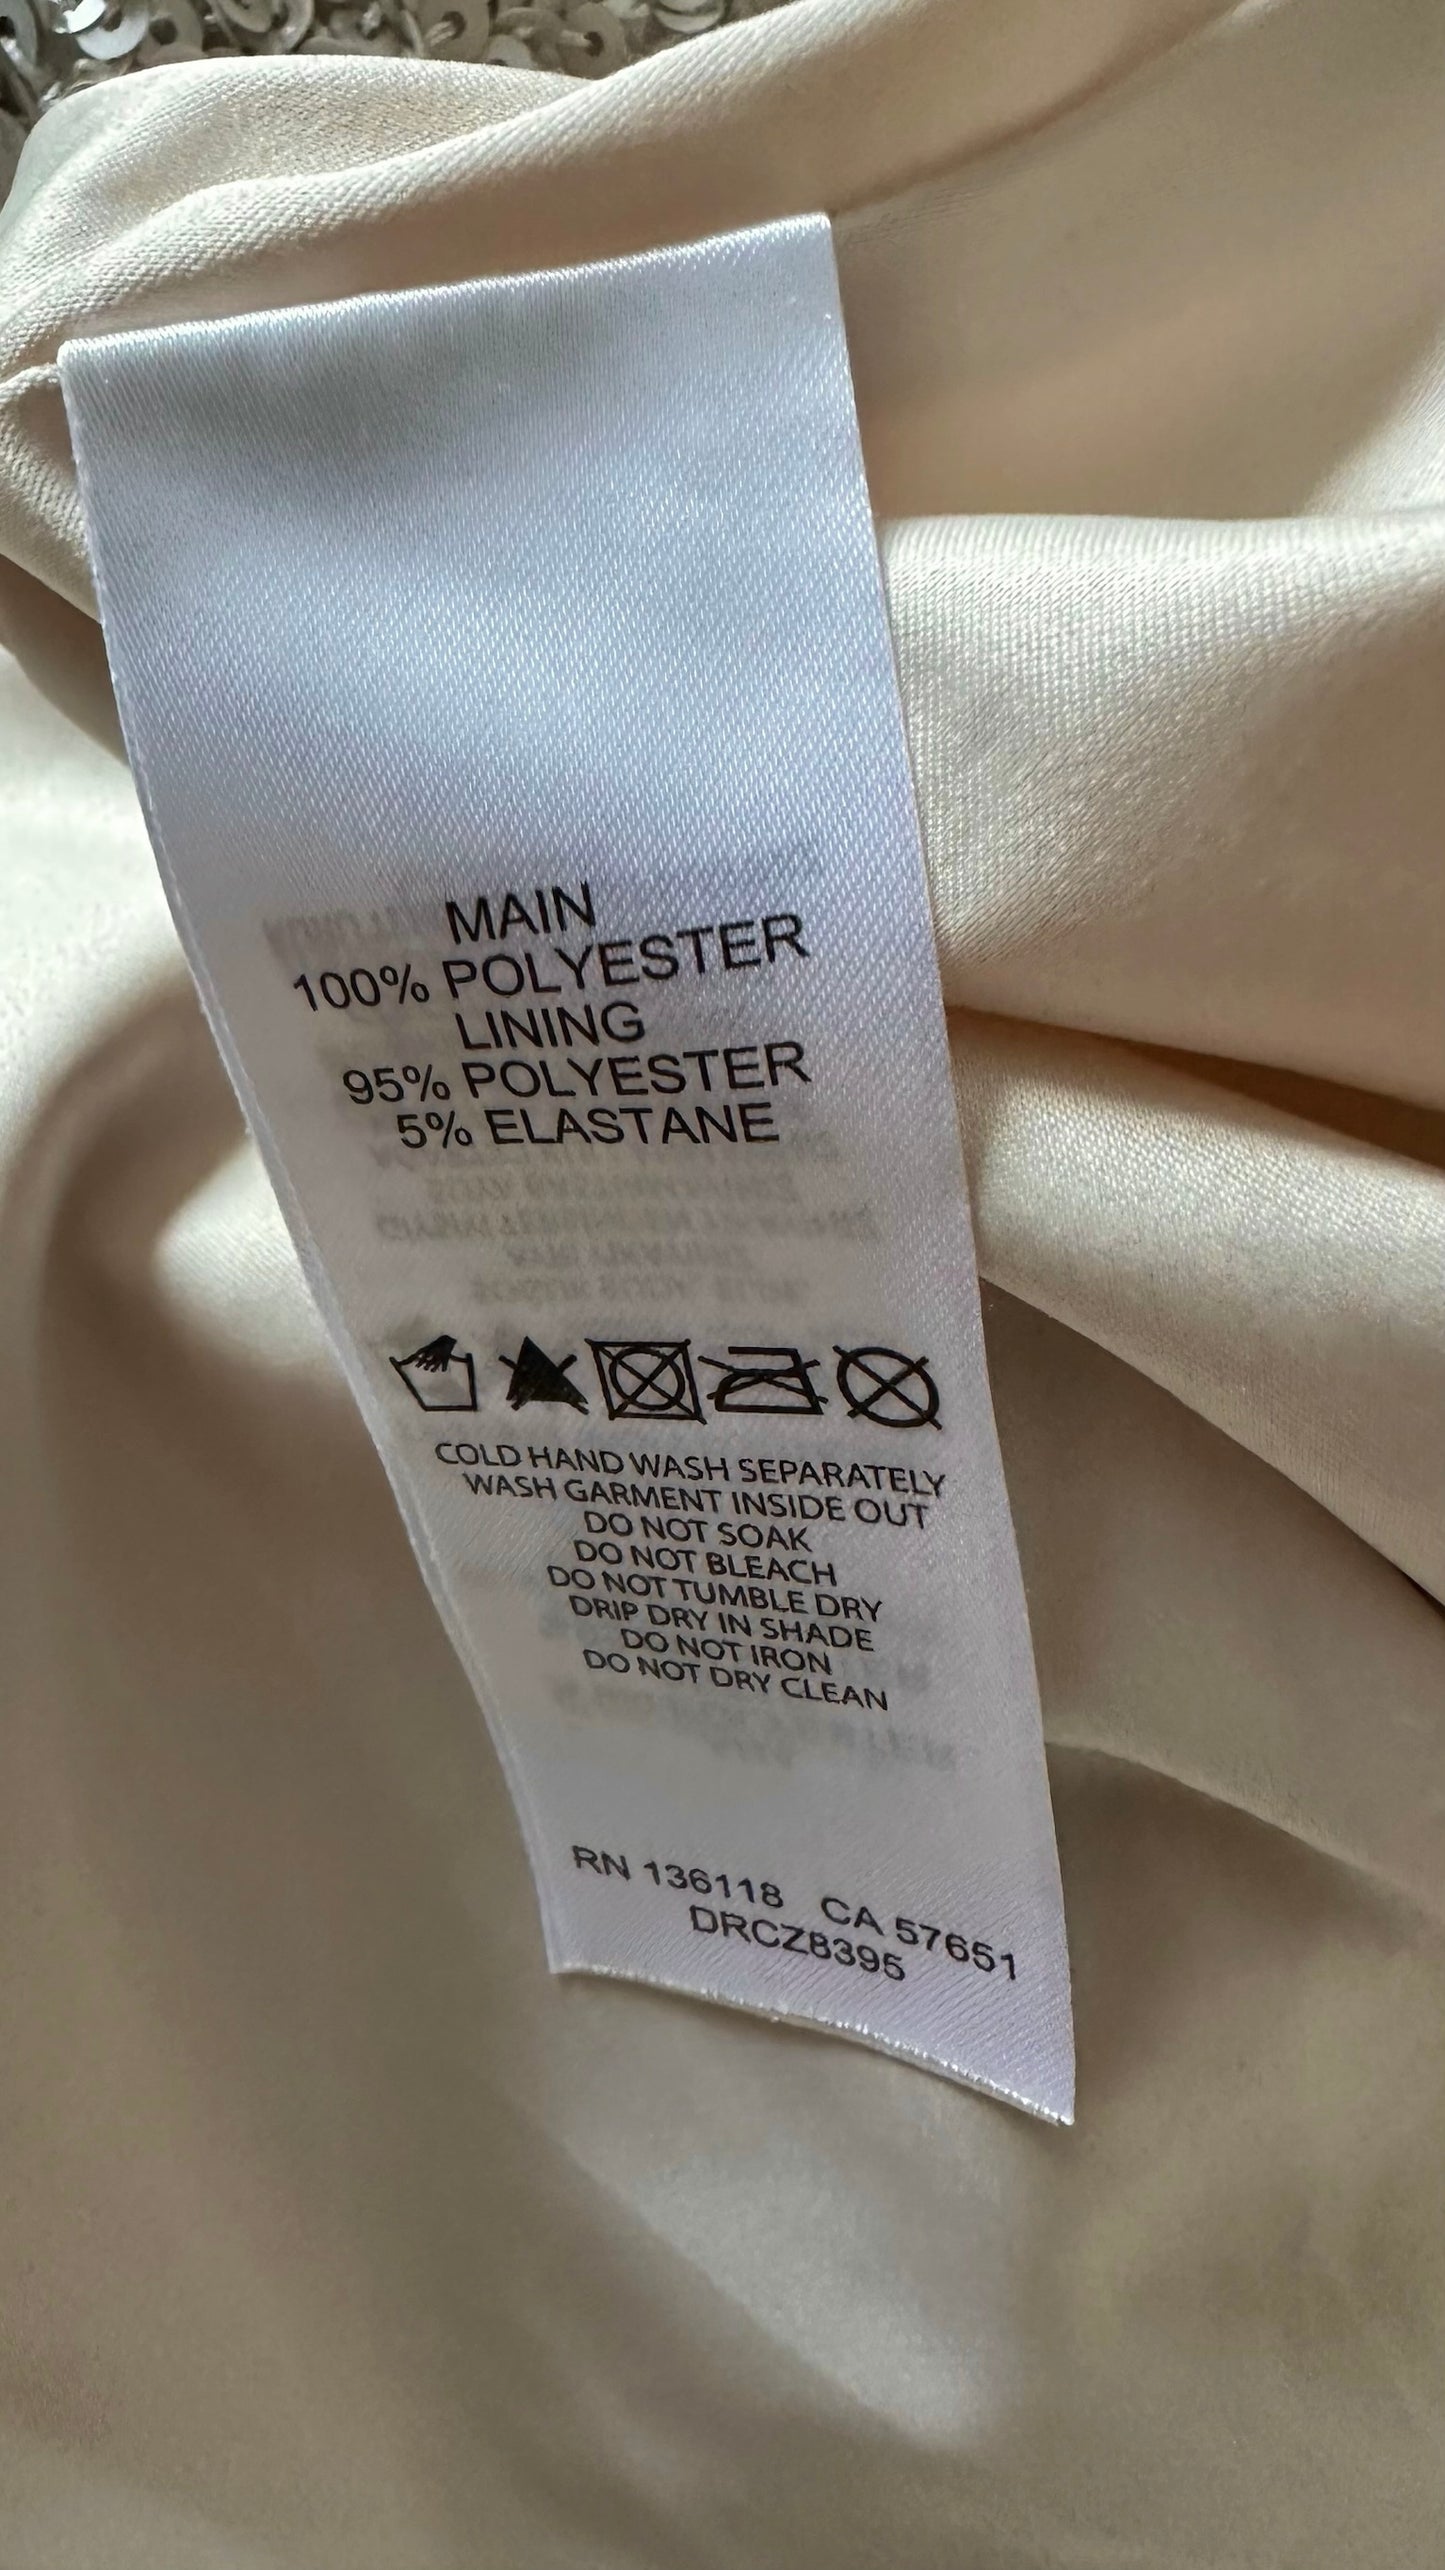 MAIN
100% POLYESTER
LINING
95% POLYESTER
5% ELASTANE
COLD HAND WASH SEPARATELY
WASH GARMENT INSIDE OUT
DO NOT SOAK
DO NOT BLEACH
DO NOT TUMBLE DRY
DRIP DRY IN SHADE
DO NOT IRON
DO NOT DRY CLEAN
RN 136118 CA 57651
DRCZ8395